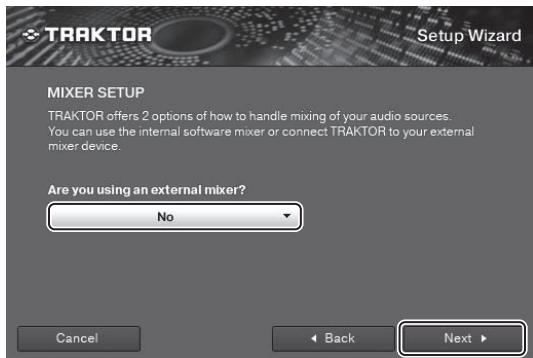 TRAKTOR
Setup Wizard
MIXER SETUP
TRAKTOR offers 2 options of how to handle mixing of your audio sources.
You can use the internal software mixer or connect TRAKTOR to your external
mixer device.
Are you using an external mixer?
No
Cancel
Back
Next